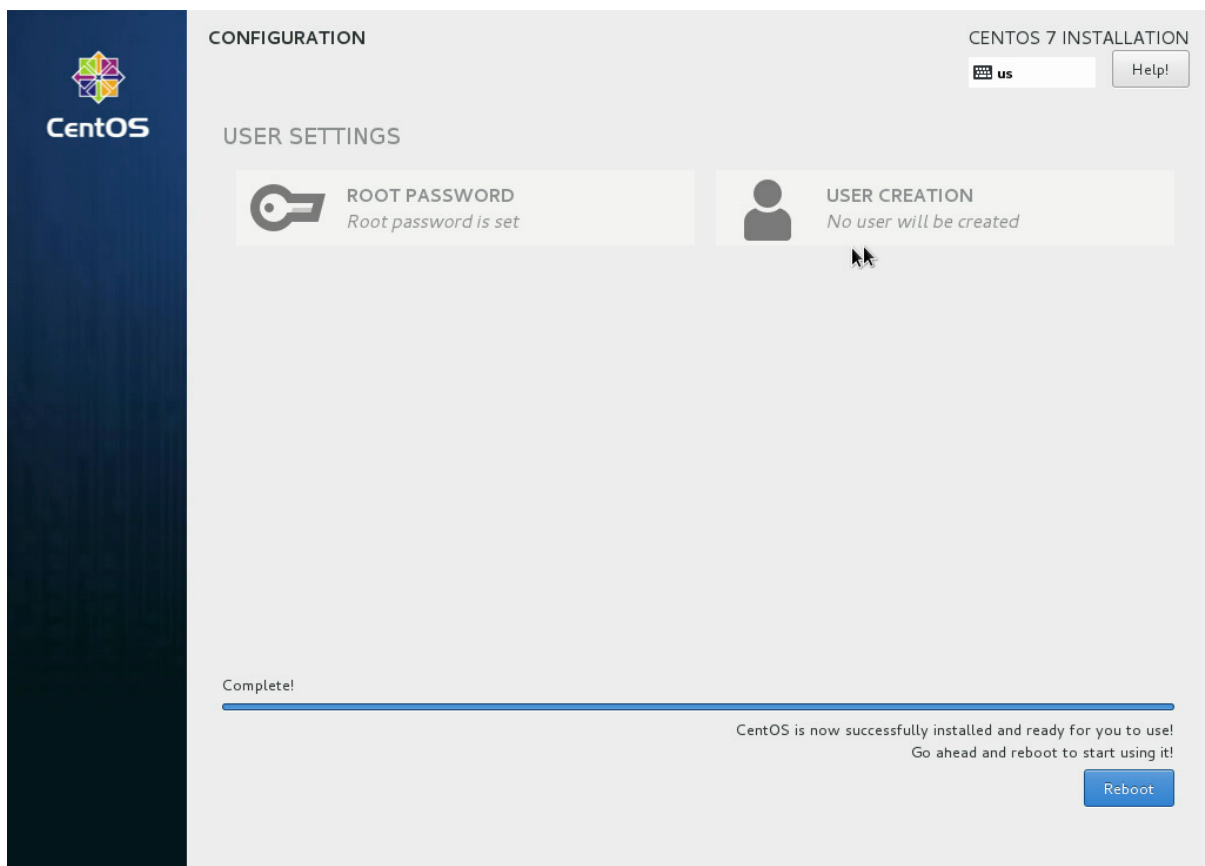 CentOS
CONFIGURATION
CENTOS 7 INSTALLATION
us
Help!
USER SETTINGS
ROOT PASSWORD
Root password is set
USER CREATION
No user will be created
Complete!
CentOS is now successfully installed and ready for you to use!
Go ahead and reboot to start using it!
Reboot